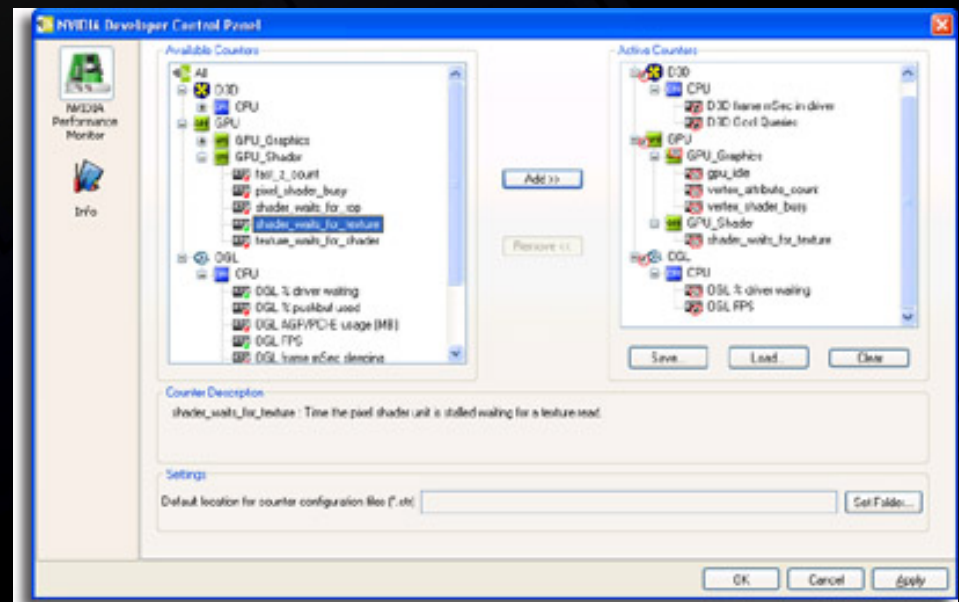 NVIDIA Developer Control Panel
NVIDIA
Performance
Monitor
Info
Available Counters
All
D3D
CPU
GPU
GPU_Graphics
GPU_Shader
fast_z_count
pixel_shader_busy
shader_waits_for_rop
shader_waits_for_texture
texture_waits_for_shader
OGL
CPU
OGL % driver waiting
OGL % pushbuf used
OGL AGP/PCI-E usage (MB)
OGL FPS
OGL frame mSec sleeping
Add >>
Remove <<
Active Counters
D3D
CPU
D3D frame mSec in driver
D3D Queries
GPU
GPU_Graphics
gpu_idle
vertex_attribute_count
vertex_shader_busy
GPU_Shader
shader_waits_for_texture
OGL
CPU
OGL % driver waiting
OGL FPS
Save...
Load...
Clear
Counter Description
shader_waits_for_texture : Time the pixel shader unit is stalled waiting for a texture read.
Settings
Default location for counter configuration files
Set Folder...
OK
Cancel
Apply